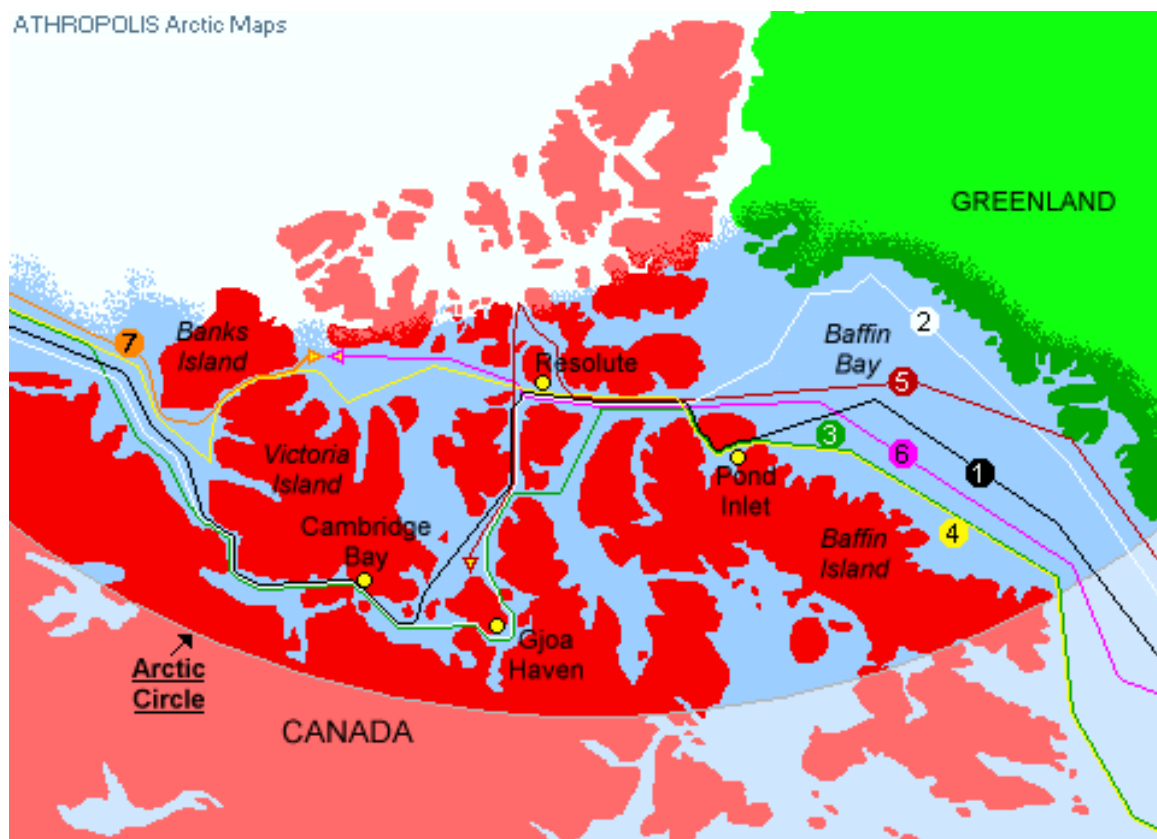 ATHROPOLIS Arctic Maps
GREENLAND
Banks
Island
7
2
Baffin
Bay
Resolute
5
3
6
1
Victoria
Island
Pond
Inlet
Cambridge
Bay
4
Baffin
Island
Gjoa
Haven
Arctic
Circle
CANADA